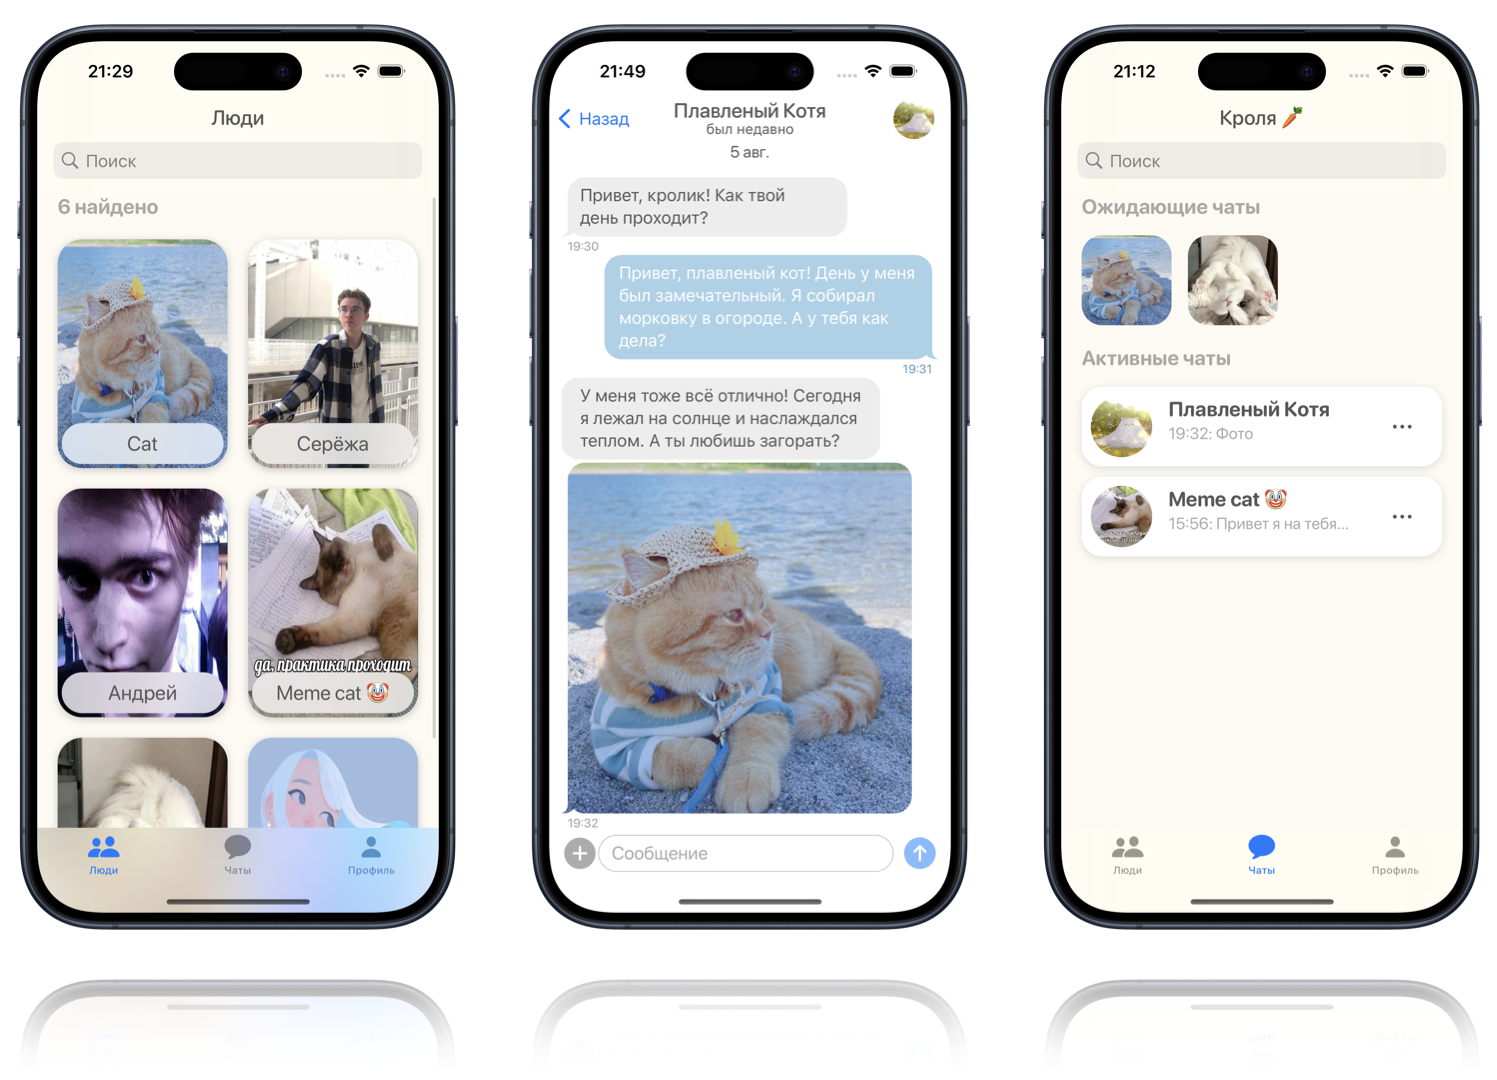 21:29
Люди
Поиск
6 найдено
Cat
Серёжа
Андрей
да, практика проходит
Meme cat 🤡
Люди
Чаты
Профиль
21:49
Назад
Плавленый Котя
был недавно
5 авг.
Привет, кролик! Как твой
день проходит?
19:30
Привет, плавленый кот! День у меня
был замечательный. Я собирал
морковку в огороде. А у тебя как
дела?
19:31
У меня тоже всё отлично! Сегодня
я лежал на солнце и наслаждался
теплом. А ты любишь загорать?
19:32
Сообщение
21:12
Кроля 🥕
Поиск
Ожидающие чаты
Активные чаты
Плавленый Котя
19:32: Фото
Meme cat 🤡
15:56: Привет я на тебя...
Люди
Чаты
Профиль